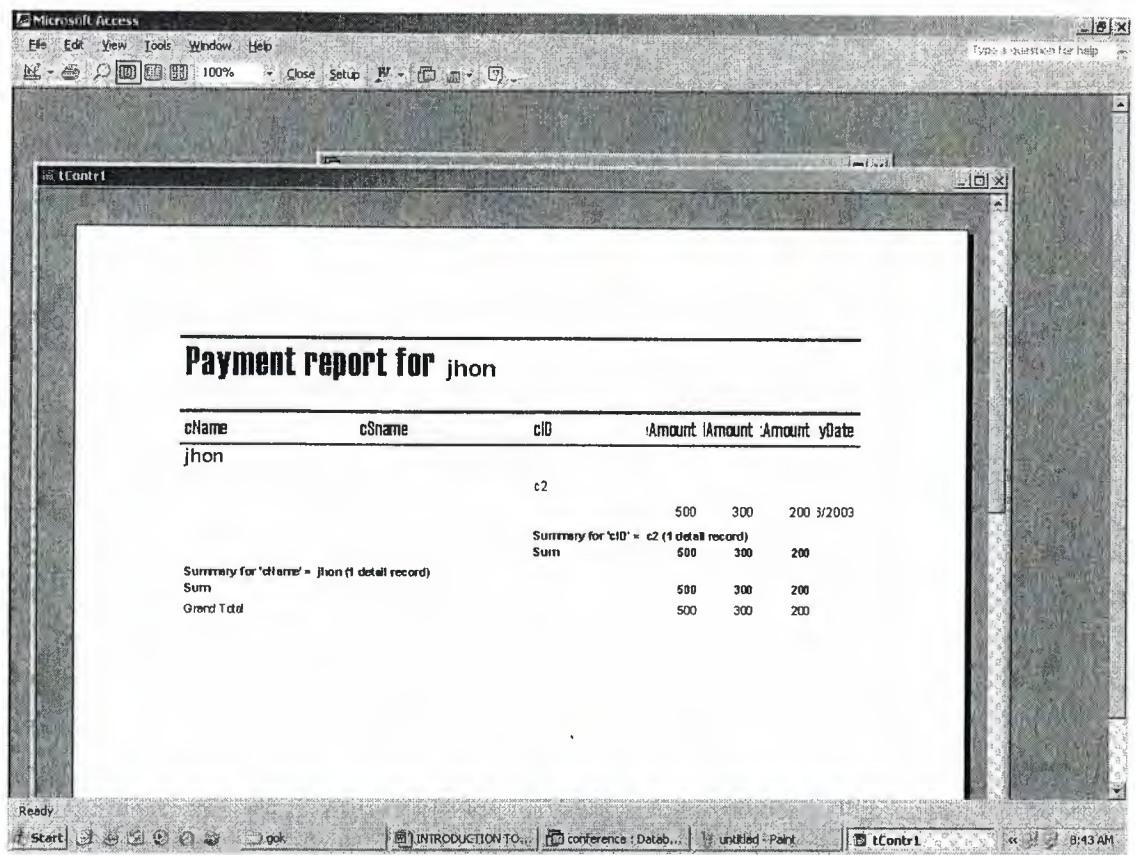 Microsoft Access
File Edit View Tools Window Help
Type a question for help
100% Close Setup
tContr1
Payment report for jhon
cName cSname cID Amount Amount Amount yDate
jhon
c2
500 300 200 3/2003
Summary for 'cID' = c2 (1 detail record)
Sum 500 300 200
Summary for 'cName' = jhon (1 detail record)
Sum 500 300 200
Grand Total 500 300 200
Ready
Start gok INTRODUCTION TO... conference : Datab... untitled - Paint tContr1 « 8:43 AM